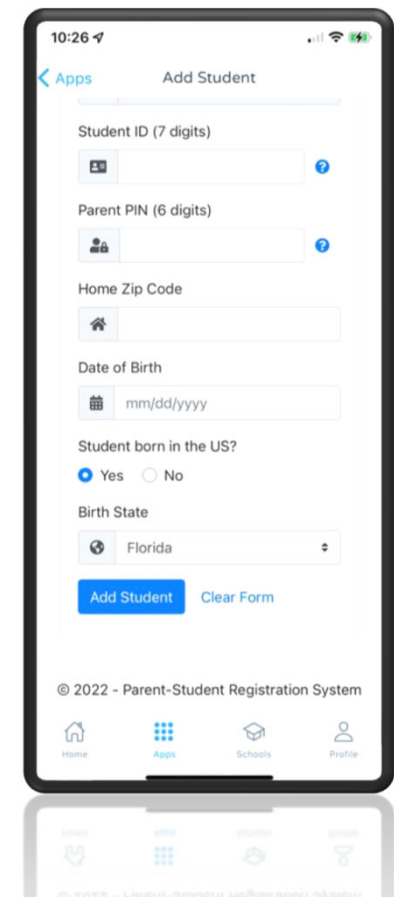 10:26
Apps
Add Student
Student ID (7 digits)
?
Parent PIN (6 digits)
?
Home Zip Code
Date of Birth
mm/dd/yyyy
Student born in the US?
Yes No
Birth State
Florida
Add Student Clear Form
© 2022 - Parent-Student Registration System
Home Apps Schools Profile